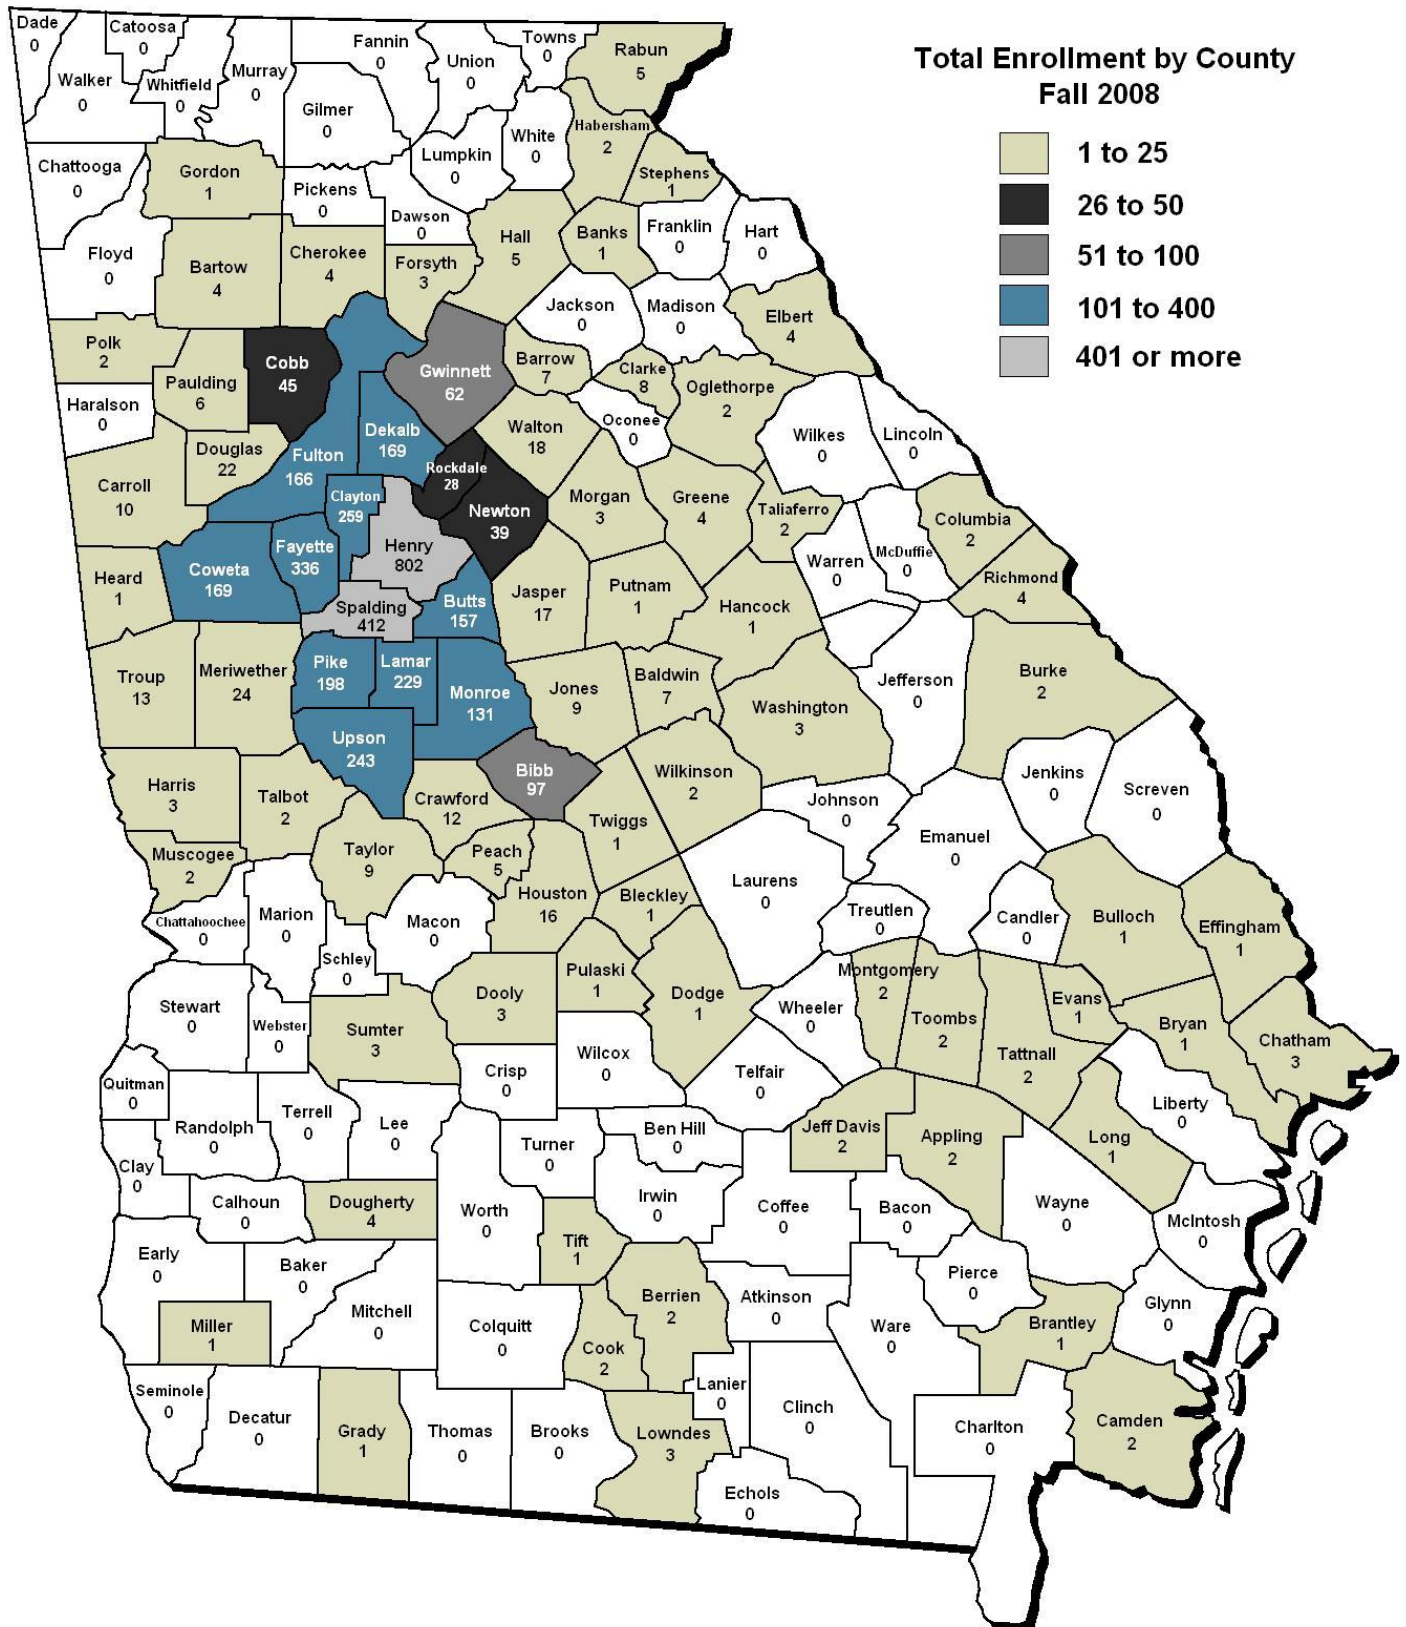 Total Enrollment by County
Fall 2008
1 to 25
26 to 50
51 to 100
101 to 400
401 or more
Dade
0
Catoosa
0
Walker
0
Whitfield
0
Murray
0
Fannin
0
Gilmer
0
Union
0
Towns
0
Rabun
5
White
0
Lumpkin
0
Habersham
2
Stephens
1
Chattooga
0
Gordon
1
Pickens
0
Dawson
0
Hall
5
Banks
1
Franklin
0
Hart
0
Floyd
0
Bartow
4
Cherokee
4
Forsyth
3
Jackson
0
Madison
0
Elbert
4
Polk
2
Paulding
6
Cobb
45
Gwinnett
62
Barrow
7
Clarke
8
Oglethorpe
2
Haralson
0
Oconee
0
Walton
18
Wilkes
0
Lincoln
0
Douglas
22
Fulton
166
Dekalb
169
Rockdale
28
Carroll
10
Clayton
259
Newton
39
Morgan
3
Greene
4
Taliaferro
2
Columbia
2
Warren
0
McDuffie
0
Richmond
4
Heard
1
Coweta
169
Fayette
336
Henry
802
Spalding
412
Butts
157
Jasper
17
Putnam
1
Hancock
1
Troup
13
Meriwether
24
Pike
198
Lamar
229
Monroe
131
Jones
9
Baldwin
7
Washington
3
Jefferson
0
Burke
2
Upson
243
Bibb
97
Wilkinson
2
Harris
3
Talbot
2
Crawford
12
Twiggs
1
Johnson
0
Jenkins
0
Screven
0
Emanuel
0
Muscogee
2
Taylor
9
Peach
5
Houston
16
Bleckley
1
Laurens
0
Chattahoochee
0
Marion
0
Macon
0
Schley
0
Treutlen
0
Candler
0
Bulloch
1
Effingham
1
Stewart
0
Webster
0
Sumter
3
Dooly
3
Pulaski
1
Dodge
1
Wheeler
0
Montgomery
2
Toombs
2
Tattnall
2
Evans
1
Bryan
1
Chatham
3
Crisp
0
Wilcox
0
Telfair
0
Quitman
0
Randolph
0
Terrell
0
Lee
0
Turner
0
Ben Hill
0
Jeff Davis
2
Appling
2
Long
1
Liberty
0
Clay
0
Calhoun
0
Dougherty
4
Worth
0
Irwin
0
Coffee
0
Bacon
0
Wayne
0
McIntosh
0
Early
0
Baker
0
Tift
1
Pierce
0
Miller
1
Mitchell
0
Colquitt
0
Cook
2
Berrien
2
Atkinson
0
Ware
0
Brantley
1
Glynn
0
Seminole
0
Decatur
0
Grady
1
Thomas
0
Brooks
0
Lowndes
3
Lanier
0
Clinch
0
Echols
0
Charlton
0
Camden
2